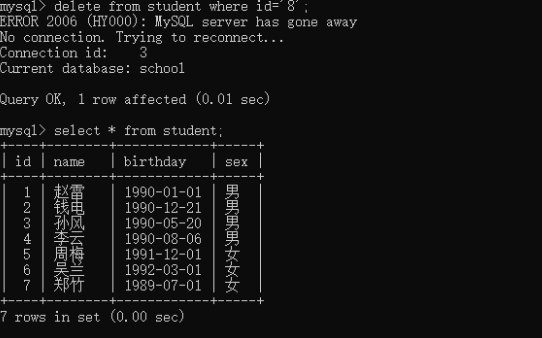 mysql> delete from student where id='8';
ERROR 2006 (HY000): MySQL server has gone away
No connection. Trying to reconnect...
Connection id:    3
Current database: school
Query OK, 1 row affected (0.01 sec)
mysql> select * from student;
+----+--------+------------+-----+
| id | name   | birthday   | sex |
+----+--------+------------+-----+
|  1 | 赵雷   | 1990-01-01 | 男  |
|  2 | 钱电   | 1990-12-21 | 男  |
|  3 | 孙风   | 1990-05-20 | 男  |
|  4 | 李云   | 1990-08-06 | 男  |
|  5 | 周梅   | 1991-12-01 | 女  |
|  6 | 吴兰   | 1992-03-01 | 女  |
|  7 | 郑竹   | 1989-07-01 | 女  |
+----+--------+------------+-----+
7 rows in set (0.00 sec)